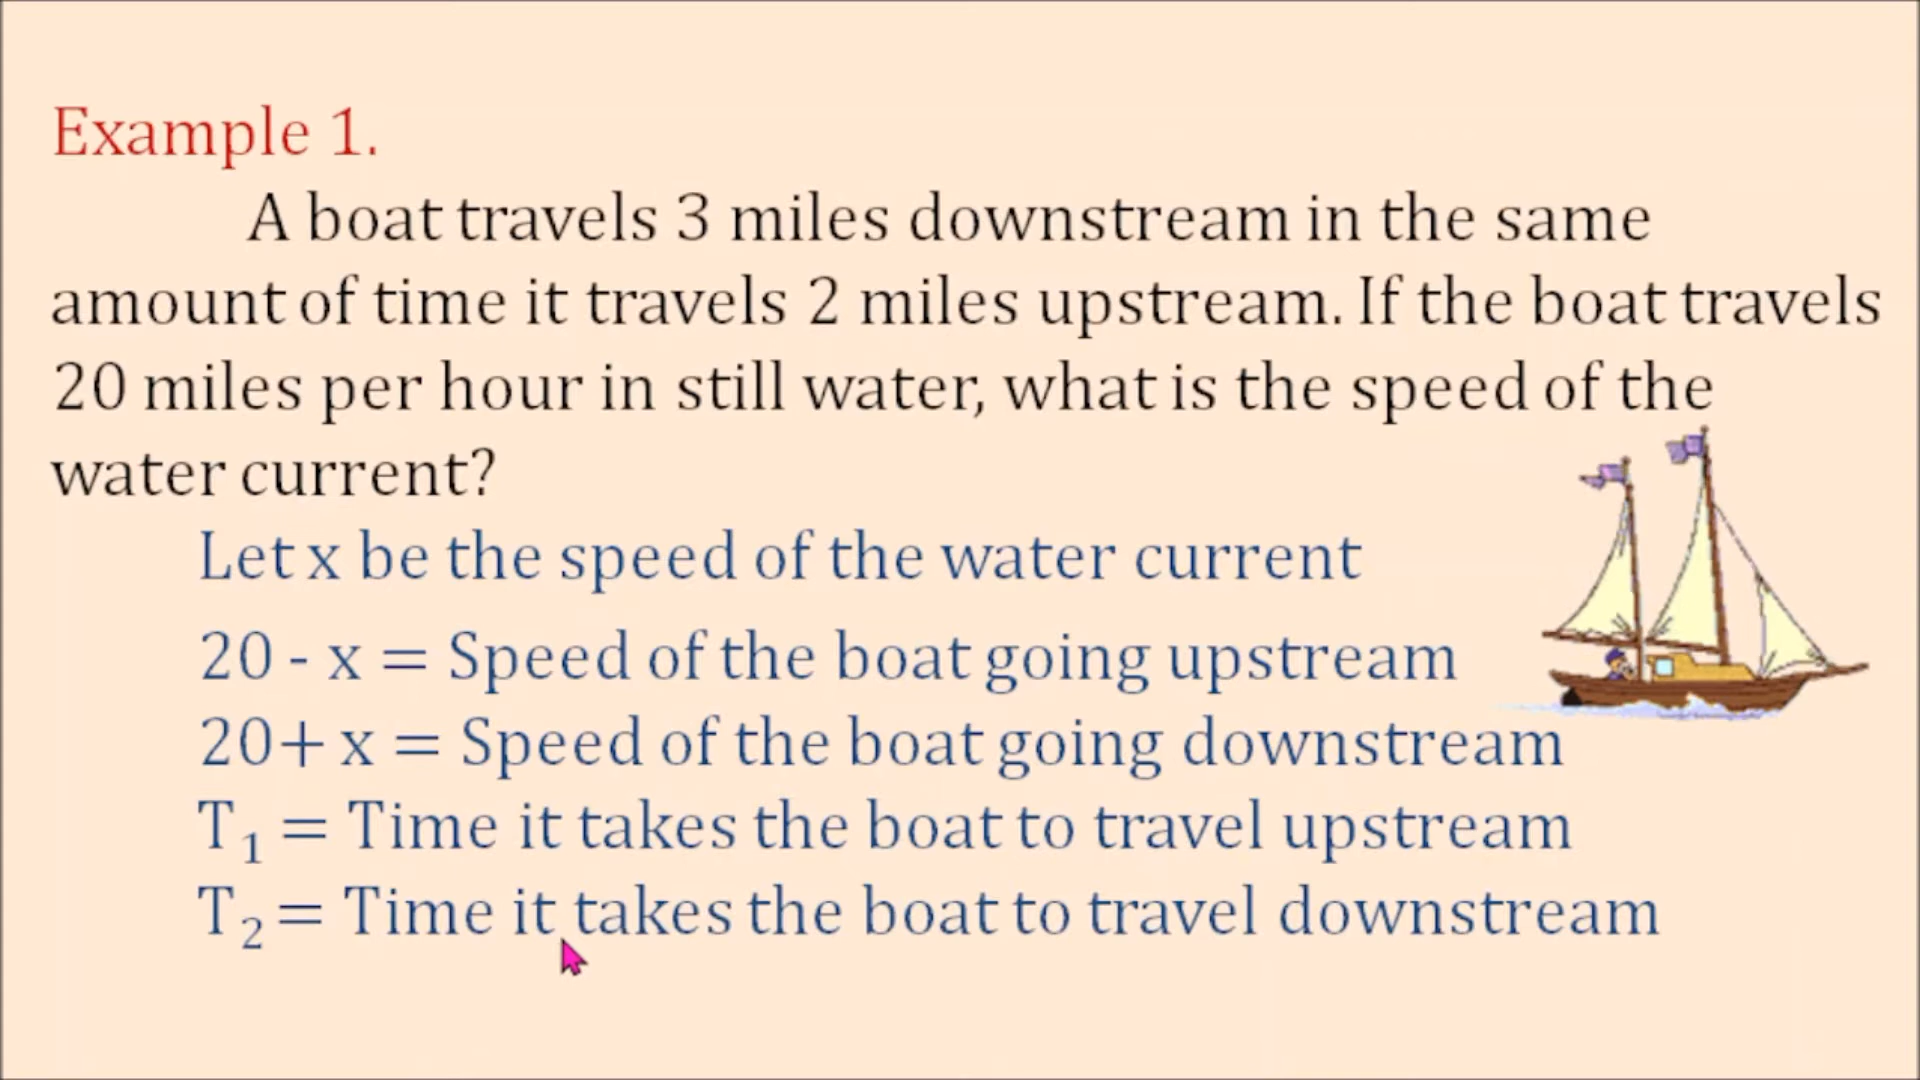 Example 1.
A boat travels 3 miles downstream in the same
amount of time it travels 2 miles upstream. If the boat travels
20 miles per hour in still water, what is the speed of the
water current?
Let x be the speed of the water current
20 - x = Speed of the boat going upstream
20+ x = Speed of the boat going downstream
T₁ = Time it takes the boat to travel upstream
T₂ = Time it takes the boat to travel downstream